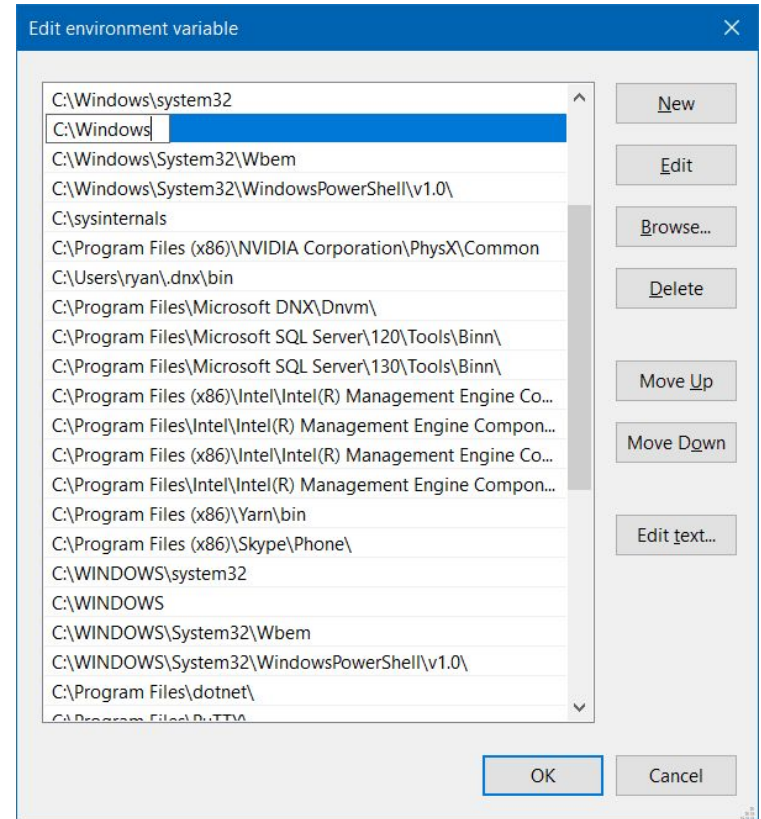 Edit environment variable
C:\Windows\system32
C:\Windows
C:\Windows\System32\Wbem
C:\Windows\System32\WindowsPowerShell\v1.0\
C:\sysinternals
C:\Program Files (x86)\NVIDIA Corporation\PhysX\Common
C:\Users\ryan\.dnx\bin
C:\Program Files\Microsoft DNX\Dnvm\
C:\Program Files\Microsoft SQL Server\120\Tools\Binn\
C:\Program Files\Microsoft SQL Server\130\Tools\Binn\
C:\Program Files (x86)\Intel\Intel(R) Management Engine Co...
C:\Program Files\Intel\Intel(R) Management Engine Compon...
C:\Program Files (x86)\Intel\Intel(R) Management Engine Co...
C:\Program Files\Intel\Intel(R) Management Engine Compon...
C:\Program Files (x86)\Yarn\bin
C:\Program Files (x86)\Skype\Phone\
C:\WINDOWS\system32
C:\WINDOWS
C:\WINDOWS\System32\Wbem
C:\WINDOWS\System32\WindowsPowerShell\v1.0\
C:\Program Files\dotnet\
C:\Program Files\PuTTY\
New
Edit
Browse...
Delete
Move Up
Move Down
Edit text...
OK
Cancel